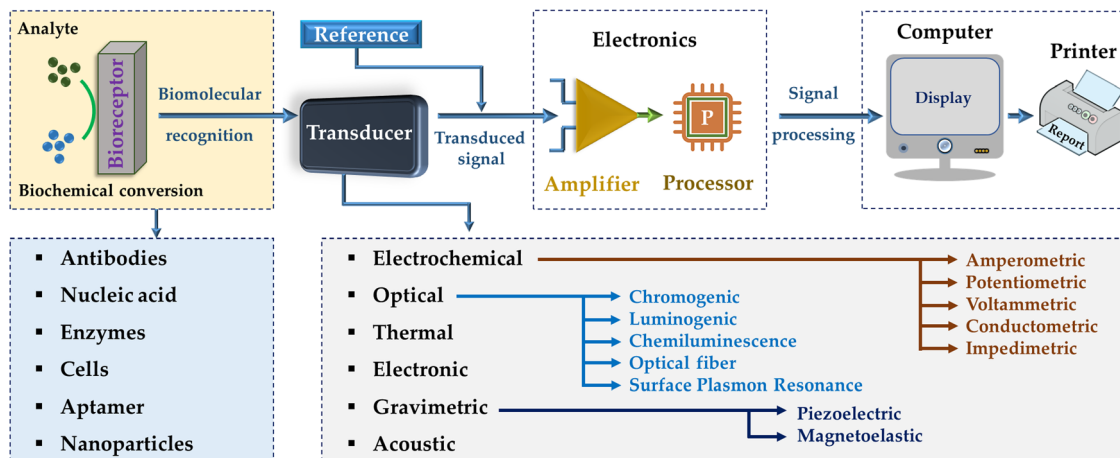 Analyte
Bioreceptor
Biochemical conversion
Biomolecular
recognition
Reference
Transducer
Transduced
signal
Electronics
Amplifier
P
Processor
Signal
processing
Computer
Display
Printer
Report
▪ Antibodies
▪ Nucleic acid
▪ Enzymes
▪ Cells
▪ Aptamer
▪ Nanoparticles
▪ Electrochemical
▪ Optical
▪ Thermal
▪ Electronic
▪ Gravimetric
▪ Acoustic
Chromogenic
Luminogenic
Chemiluminescence
Optical fiber
Surface Plasmon Resonance
Amperometric
Potentiometric
Voltammetric
Conductometric
Impedimetric
Piezoelectric
Magnetoelastic